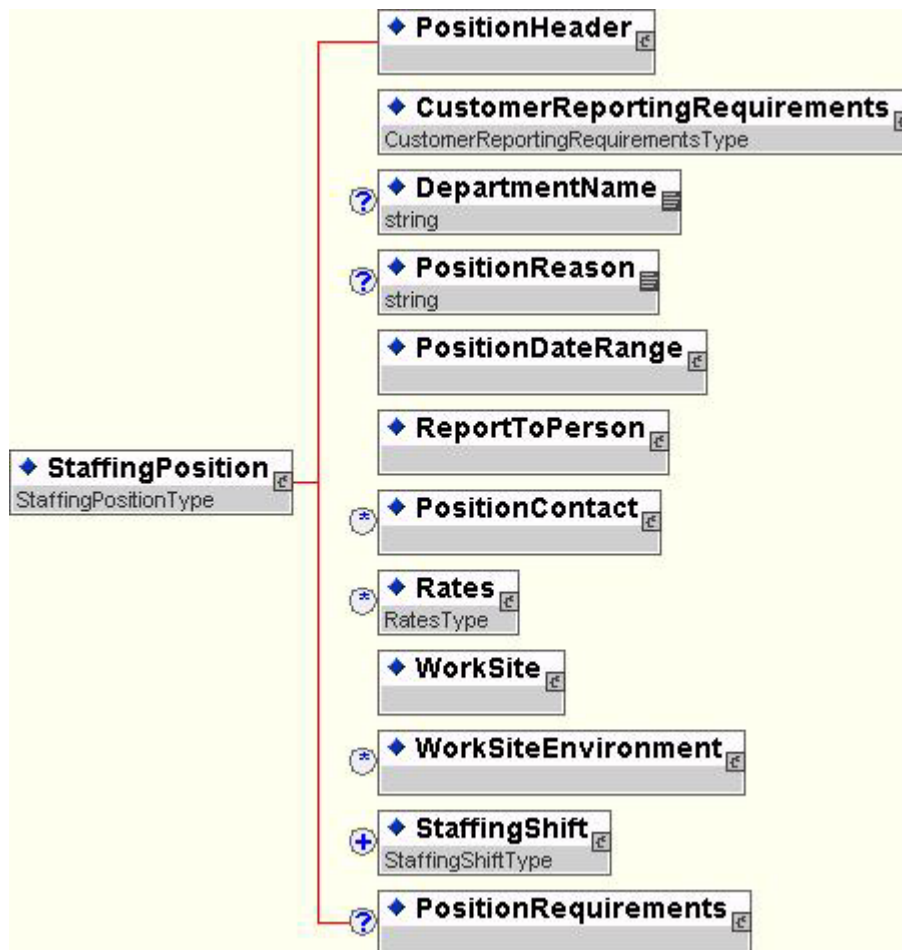 PositionHeader
CustomerReportingRequirements
CustomerReportingRequirementsType
? DepartmentName
string
? PositionReason
string
PositionDateRange
ReportToPerson
StaffingPosition
StaffingPositionType
* PositionContact
* Rates
RatesType
WorkSite
* WorkSiteEnvironment
+ StaffingShift
StaffingShiftType
? PositionRequirements